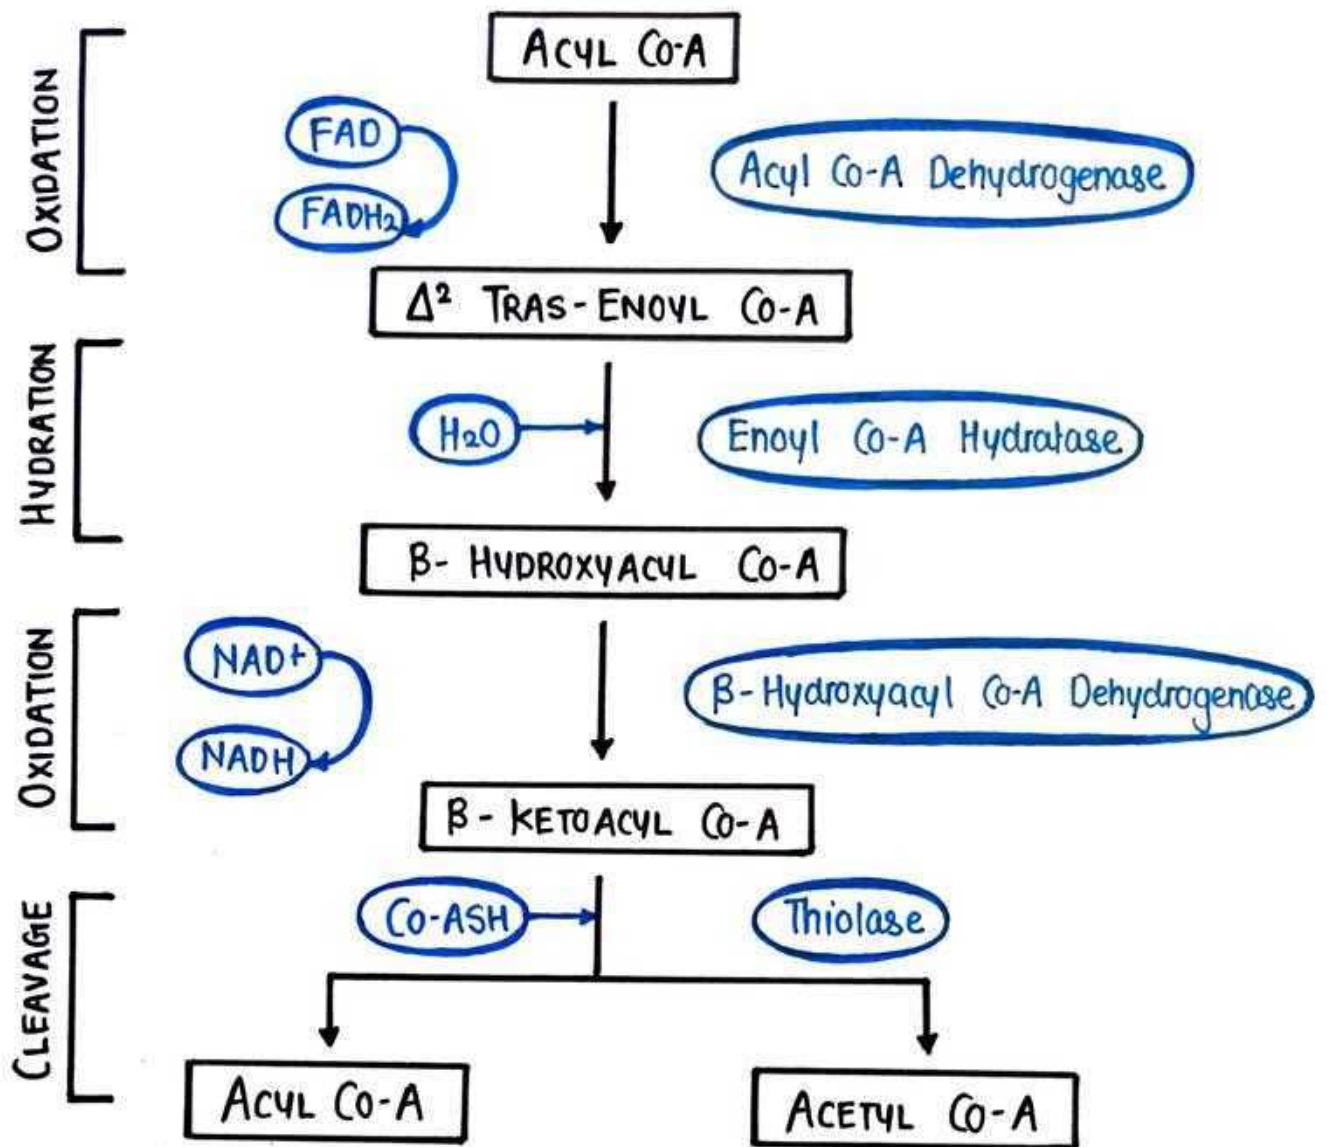 ACYL CO-A
OXIDATION
FAD
FADH2
Acyl Co-A Dehydrogenase
Δ² TRAS-ENOYL CO-A
HYDRATION
H2O
Enoyl Co-A Hydratase
β- HYDROXYACYL CO-A
OXIDATION
NAD+
NADH
β-Hydroxyacyl Co-A Dehydrogenase
β- KETOACYL CO-A
CLEAVAGE
CO-ASH
Thiolase
ACYL CO-A
ACETYL CO-A